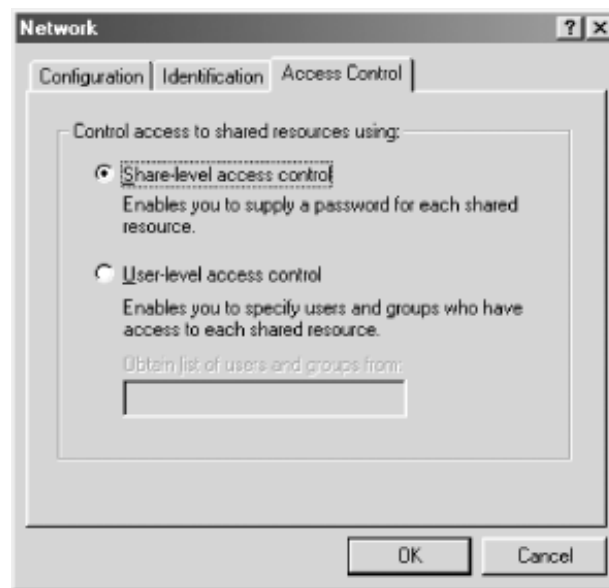 Network
Configuration Identification Access Control
Control access to shared resources using:
Share-level access control
Enables you to supply a password for each shared
resource.
User-level access control
Enables you to specify users and groups who have
access to each shared resource.
Obtain list of users and groups from:
OK Cancel